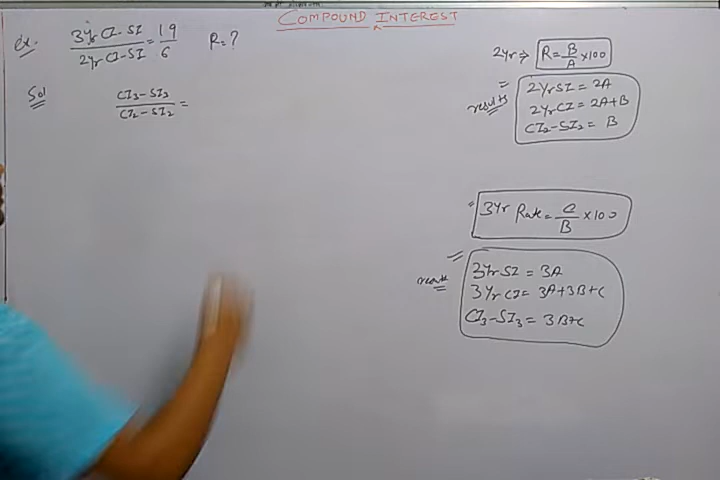 COMPOUND INTEREST
Ex. 3yr CI-SI / 2yr CI-SI = 19/6 R=?
Sol CI₃-SI₃ / CI₂-SI₂ =
2yr ⇒ R = B/A × 100
results
2yr SI = 2A
2yr CI = 2A+B
CI₂-SI₂ = B
= 3yr Rate = C/B × 100
3yr SI = 3A
3yr CI = 3A+3B+C
CI₃-SI₃ = 3B+C